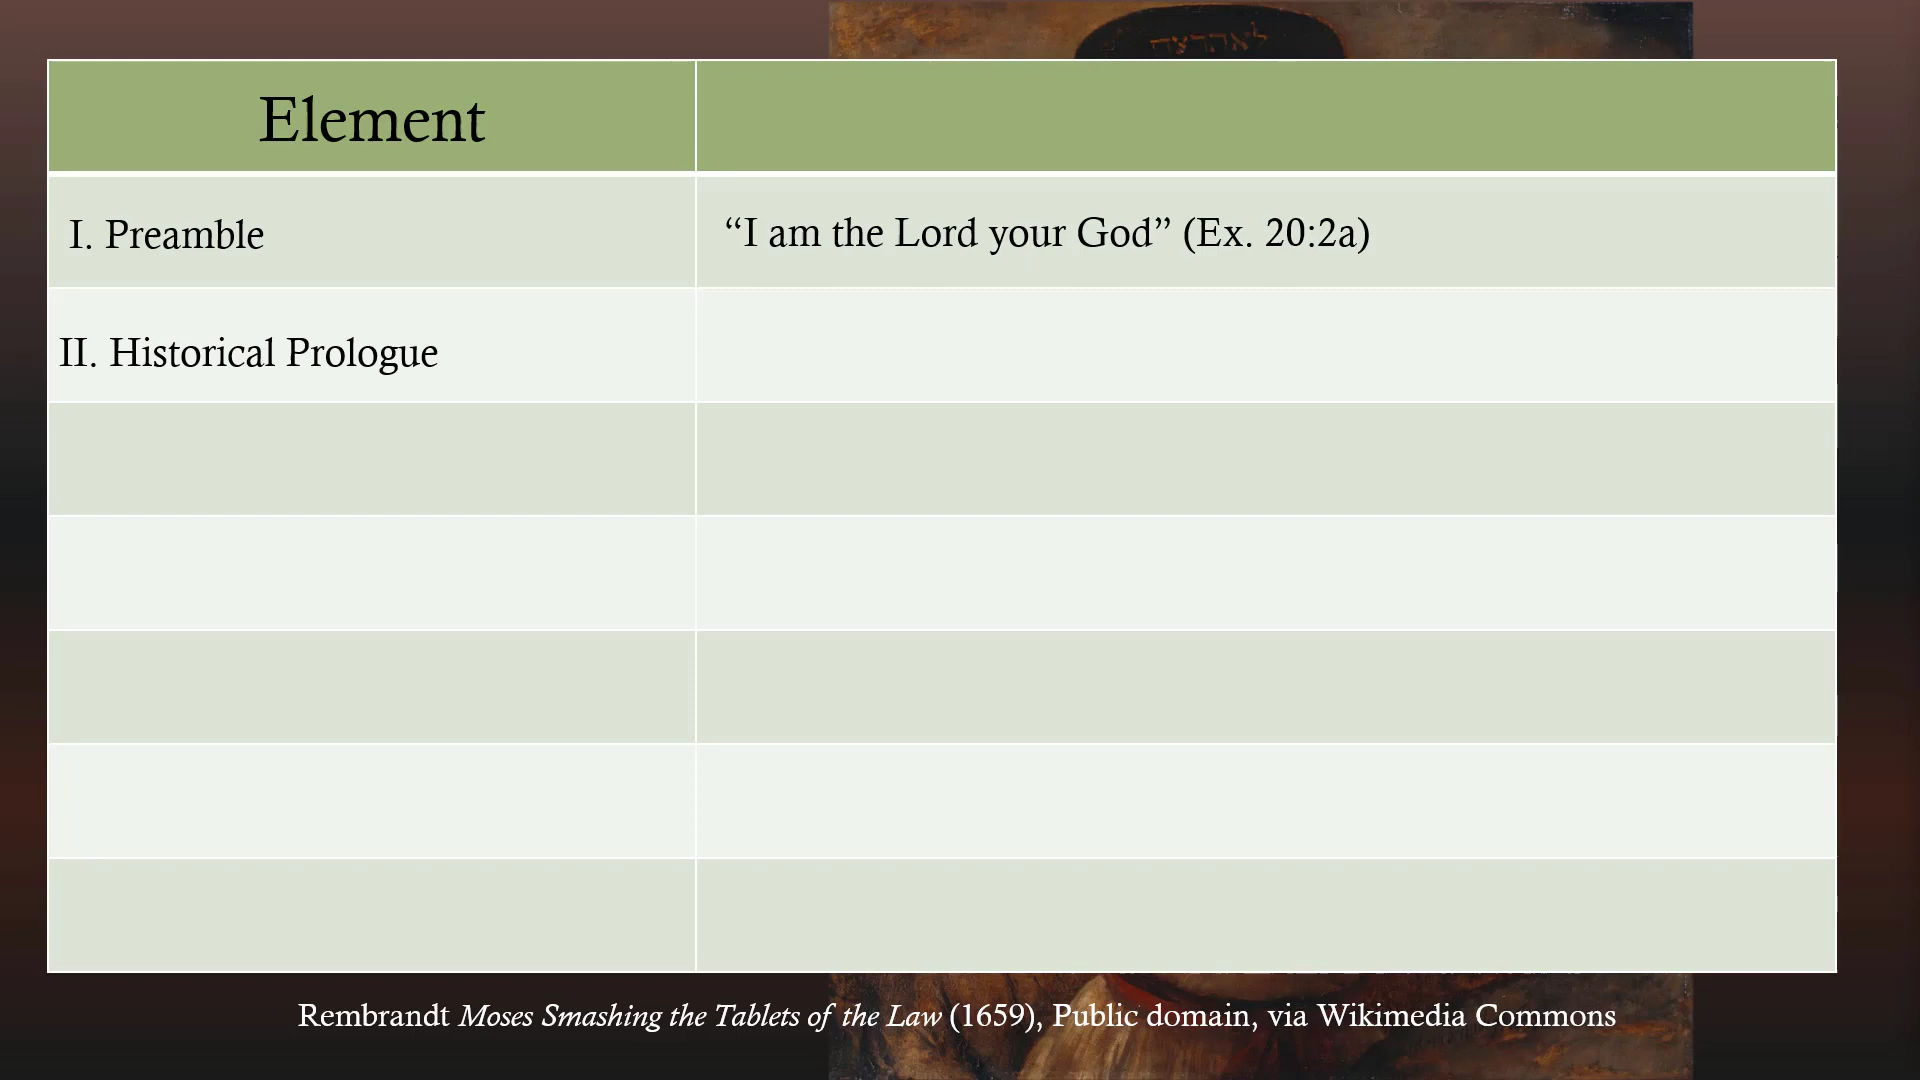 Element
I. Preamble
“I am the Lord your God” (Ex. 20:2a)
II. Historical Prologue
Rembrandt Moses Smashing the Tablets of the Law (1659), Public domain, via Wikimedia Commons